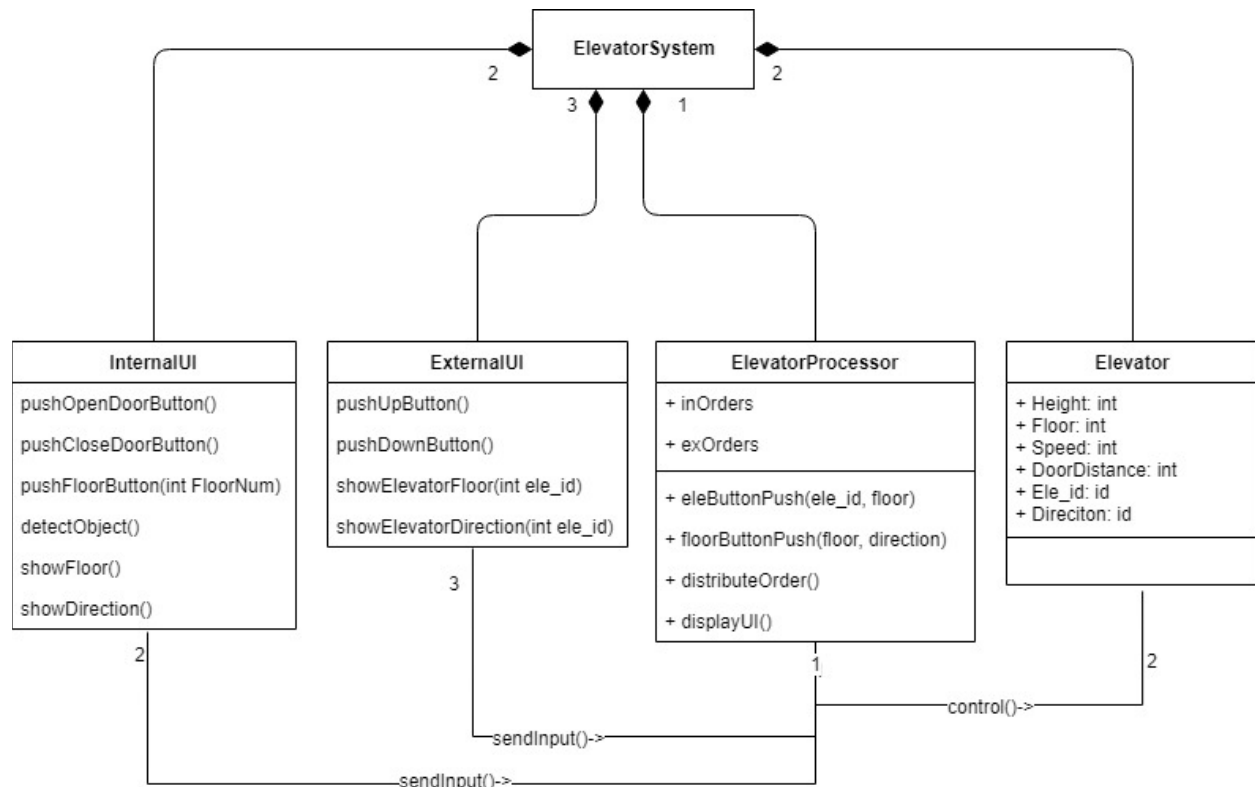 ElevatorSystem
2
3
1
2
InternalUI
pushOpenDoorButton()
pushCloseDoorButton()
pushFloorButton(int FloorNum)
detectObject()
showFloor()
showDirection()
2
ExternalUI
pushUpButton()
pushDownButton()
showElevatorFloor(int ele_id)
showElevatorDirection(int ele_id)
3
ElevatorProcessor
+ inOrders
+ exOrders
+ eleButtonPush(ele_id, floor)
+ floorButtonPush(floor, direction)
+ distributeOrder()
+ displayUI()
1
Elevator
+ Height: int
+ Floor: int
+ Speed: int
+ DoorDistance: int
+ Ele_id: id
+ Direciton: id
2
control()->
sendInput()->
sendInput()->